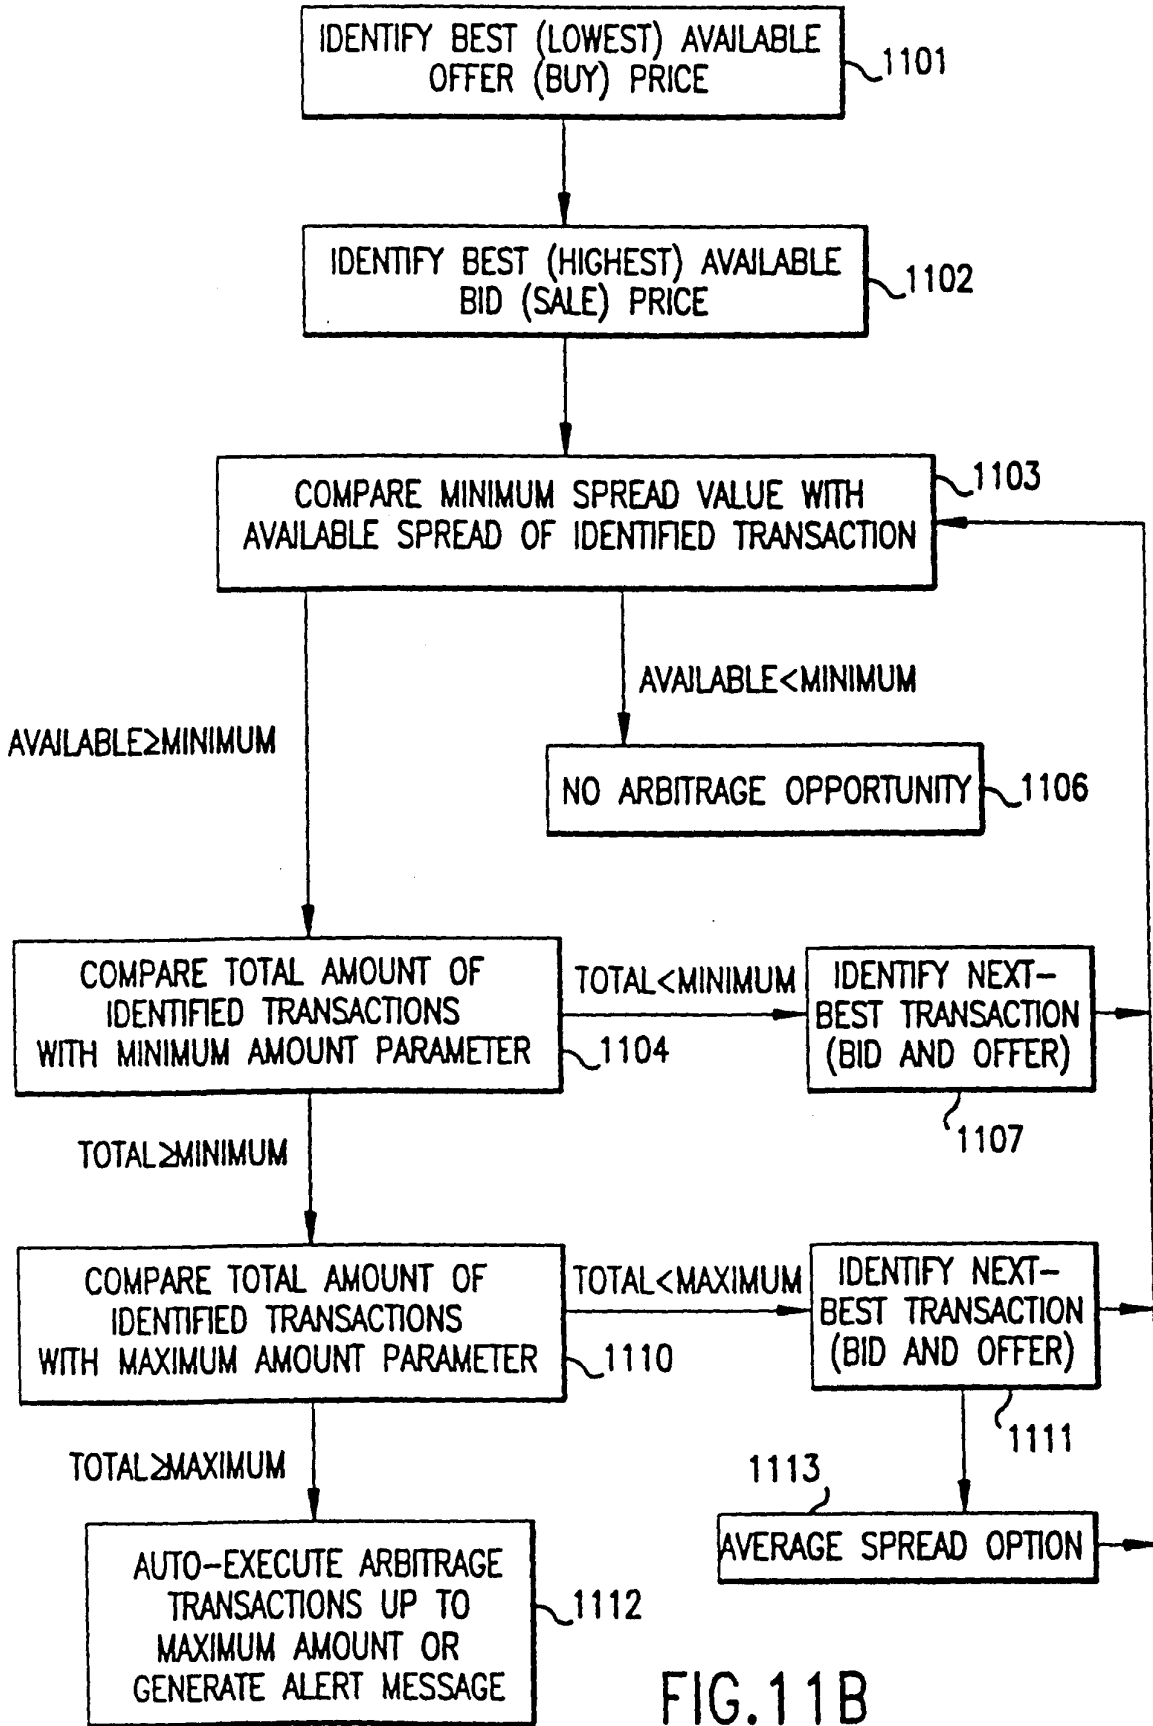 IDENTIFY BEST (LOWEST) AVAILABLE
OFFER (BUY) PRICE
1101
IDENTIFY BEST (HIGHEST) AVAILABLE
BID (SALE) PRICE
1102
COMPARE MINIMUM SPREAD VALUE WITH
AVAILABLE SPREAD OF IDENTIFIED TRANSACTION
1103
AVAILABLE<MINIMUM
AVAILABLE≥MINIMUM
NO ARBITRAGE OPPORTUNITY
1106
COMPARE TOTAL AMOUNT OF
IDENTIFIED TRANSACTIONS
WITH MINIMUM AMOUNT PARAMETER
1104
TOTAL<MINIMUM
IDENTIFY NEXT-
BEST TRANSACTION
(BID AND OFFER)
1107
TOTAL≥MINIMUM
COMPARE TOTAL AMOUNT OF
IDENTIFIED TRANSACTIONS
WITH MAXIMUM AMOUNT PARAMETER
1110
TOTAL<MAXIMUM
IDENTIFY NEXT-
BEST TRANSACTION
(BID AND OFFER)
1111
TOTAL≥MAXIMUM
1113
AVERAGE SPREAD OPTION
AUTO-EXECUTE ARBITRAGE
TRANSACTIONS UP TO
MAXIMUM AMOUNT OR
GENERATE ALERT MESSAGE
1112
FIG.11B